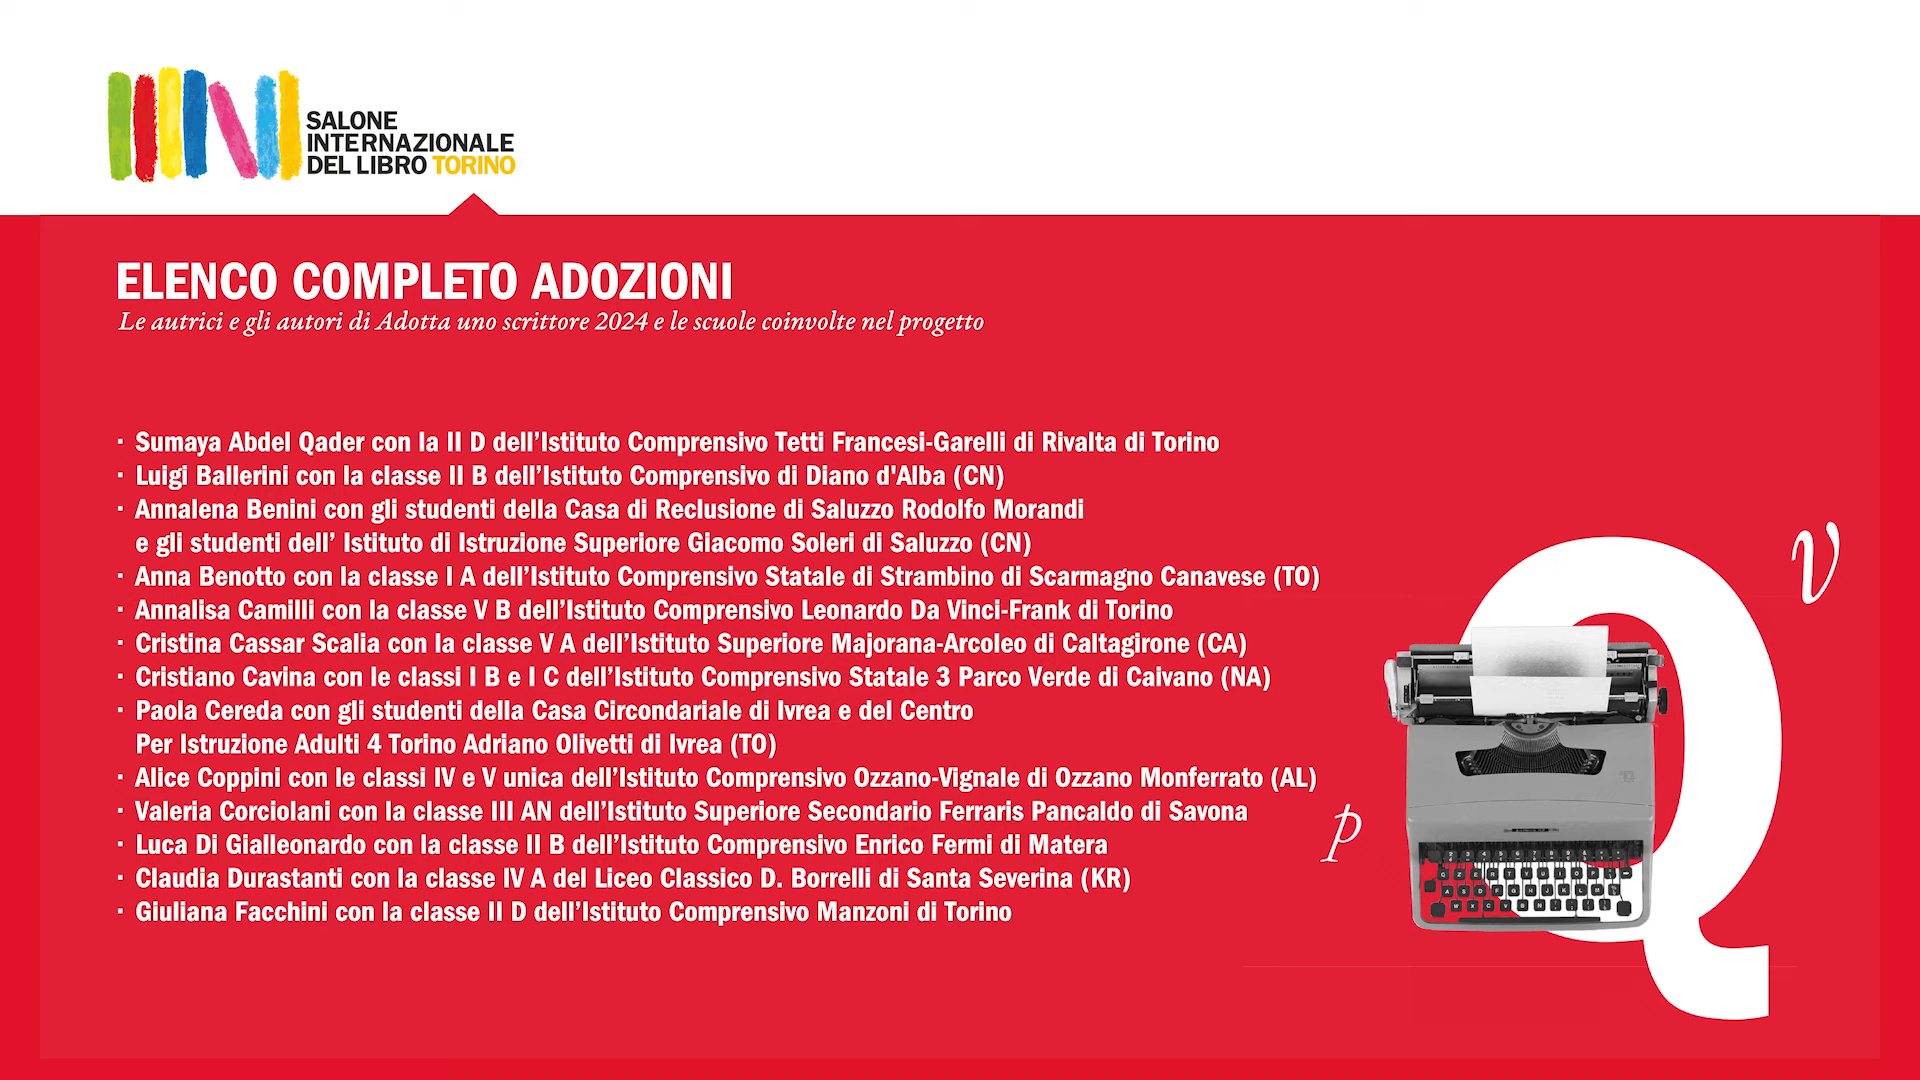 SALONE
INTERNAZIONALE
DEL LIBRO TORINO
ELENCO COMPLETO ADOZIONI
Le autrici e gli autori di Adotta uno scrittore 2024 e le scuole coinvolte nel progetto
· Sumaya Abdel Qader con la II D dell’Istituto Comprensivo Tetti Francesi-Garelli di Rivalta di Torino
· Luigi Ballerini con la classe II B dell’Istituto Comprensivo di Diano d'Alba (CN)
· Annalena Benini con gli studenti della Casa di Reclusione di Saluzzo Rodolfo Morandi
e gli studenti dell’ Istituto di Istruzione Superiore Giacomo Soleri di Saluzzo (CN)
· Anna Benotto con la classe I A dell’Istituto Comprensivo Statale di Strambino di Scarmagno Canavese (TO)
· Annalisa Camilli con la classe V B dell’Istituto Comprensivo Leonardo Da Vinci-Frank di Torino
· Cristina Cassar Scalia con la classe V A dell’Istituto Superiore Majorana-Arcoleo di Caltagirone (CA)
· Cristiano Cavina con le classi I B e I C dell’Istituto Comprensivo Statale 3 Parco Verde di Caivano (NA)
· Paola Cereda con gli studenti della Casa Circondariale di Ivrea e del Centro
Per Istruzione Adulti 4 Torino Adriano Olivetti di Ivrea (TO)
· Alice Coppini con le classi IV e V unica dell’Istituto Comprensivo Ozzano-Vignale di Ozzano Monferrato (AL)
· Valeria Corciolani con la classe III AN dell’Istituto Superiore Secondario Ferraris Pancaldo di Savona
· Luca Di Gialleonardo con la classe II B dell’Istituto Comprensivo Enrico Fermi di Matera
· Claudia Durastanti con la classe IV A del Liceo Classico D. Borrelli di Santa Severina (KR)
· Giuliana Facchini con la classe II D dell’Istituto Comprensivo Manzoni di Torino
Q
v
p